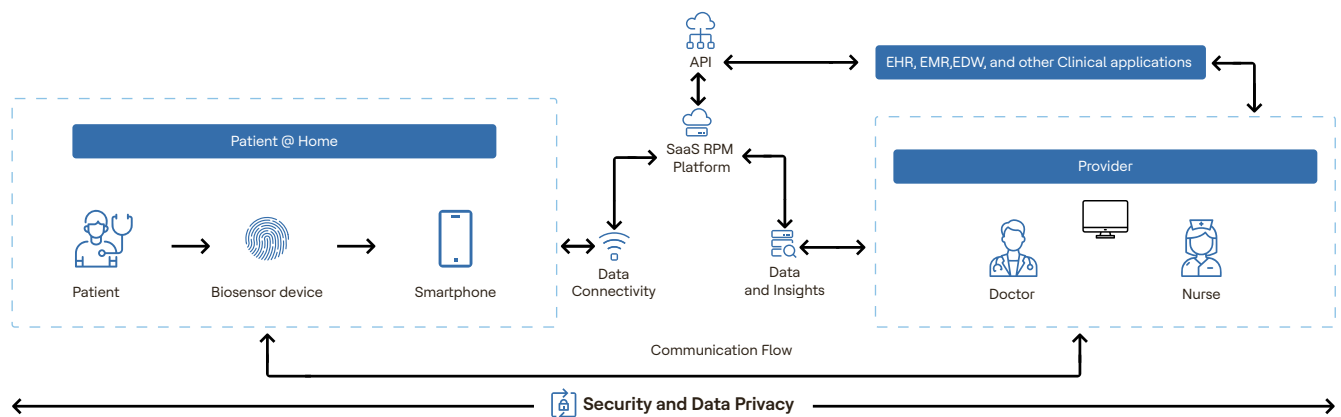 API
EHR, EMR,EDW, and other Clinical applications
Patient @ Home
SaaS RPM
Platform
Provider
Patient
Biosensor device
Smartphone
Data
Connectivity
Data
and Insights
Doctor
Nurse
Communication Flow
Security and Data Privacy